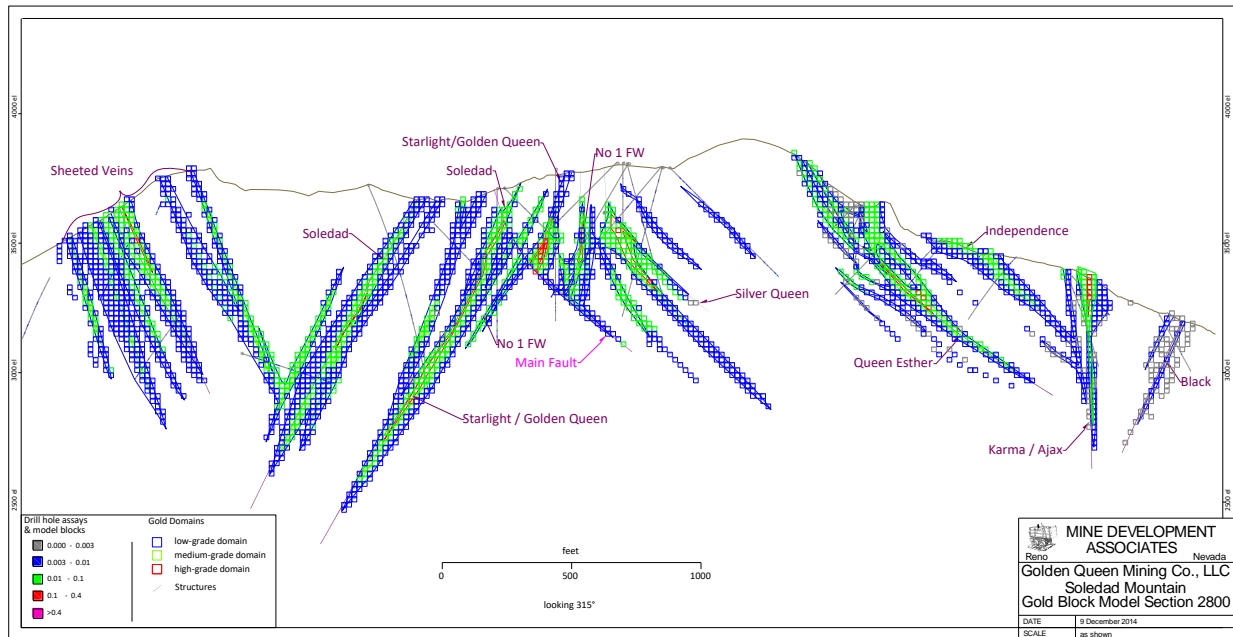 4000 el
4000 el
Starlight/Golden Queen
No 1 FW
Sheeted Veins
Soledad
Soledad
Independence
3500 el
3500 el
Silver Queen
No 1 FW
Main Fault
Queen Esther
3000 el
3000 el
Black
Starlight / Golden Queen
Karma / Ajax
2500 el
2500 el
Drill hole assays
& model blocks
0.000 - 0.003
0.003 - 0.01
0.01 - 0.1
0.1 - 0.4
>0.4
Gold Domains
low-grade domain
medium-grade domain
high-grade domain
Structures
feet
0 500 1000
looking 315°
MINE DEVELOPMENT
ASSOCIATES
Reno Nevada
Golden Queen Mining Co., LLC
Soledad Mountain
Gold Block Model Section 2800
DATE 9 December 2014
SCALE as shown